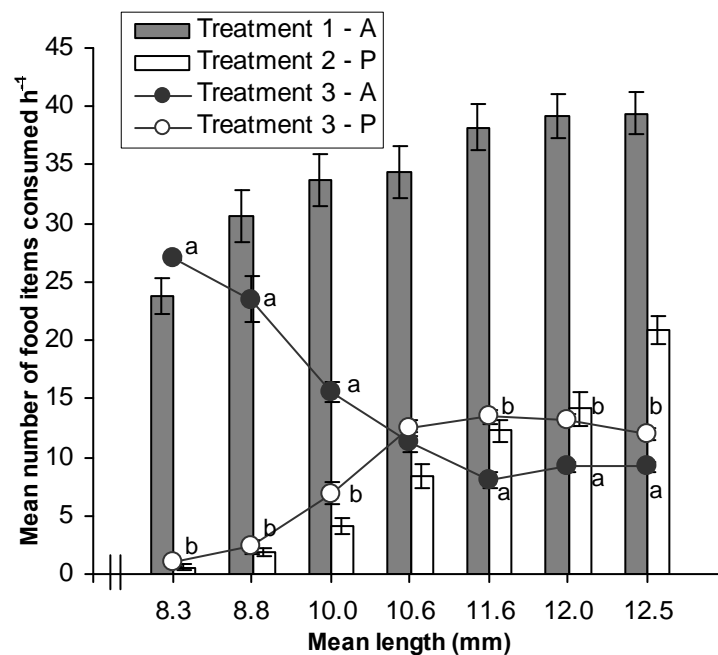 Treatment 1 - A
Treatment 2 - P
Treatment 3 - A
Treatment 3 - P
Mean number of food items consumed h⁻⁴
45
40
35
30
25
20
15
10
5
0
a
a
a
b
b
b
b
b
b
a
a
a
8.3 8.8 10.0 10.6 11.6 12.0 12.5
Mean length (mm)